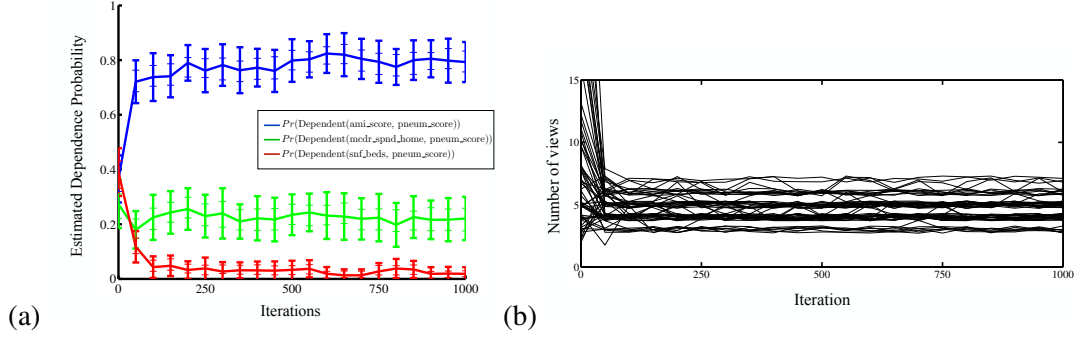 1
0.8
0.6
0.4
0.2
0
Estimated Dependence Probability
Pr(Dependent(ami_score, pneum_score))
Pr(Dependent(mcdr_spnd_home, pneum_score))
Pr(Dependent(snf_beds, pneum_score))
0 250 500 750 1000
Iterations
(a)
15
10
5
0
Number of views
0 250 500 750 1000
Iteration
(b)